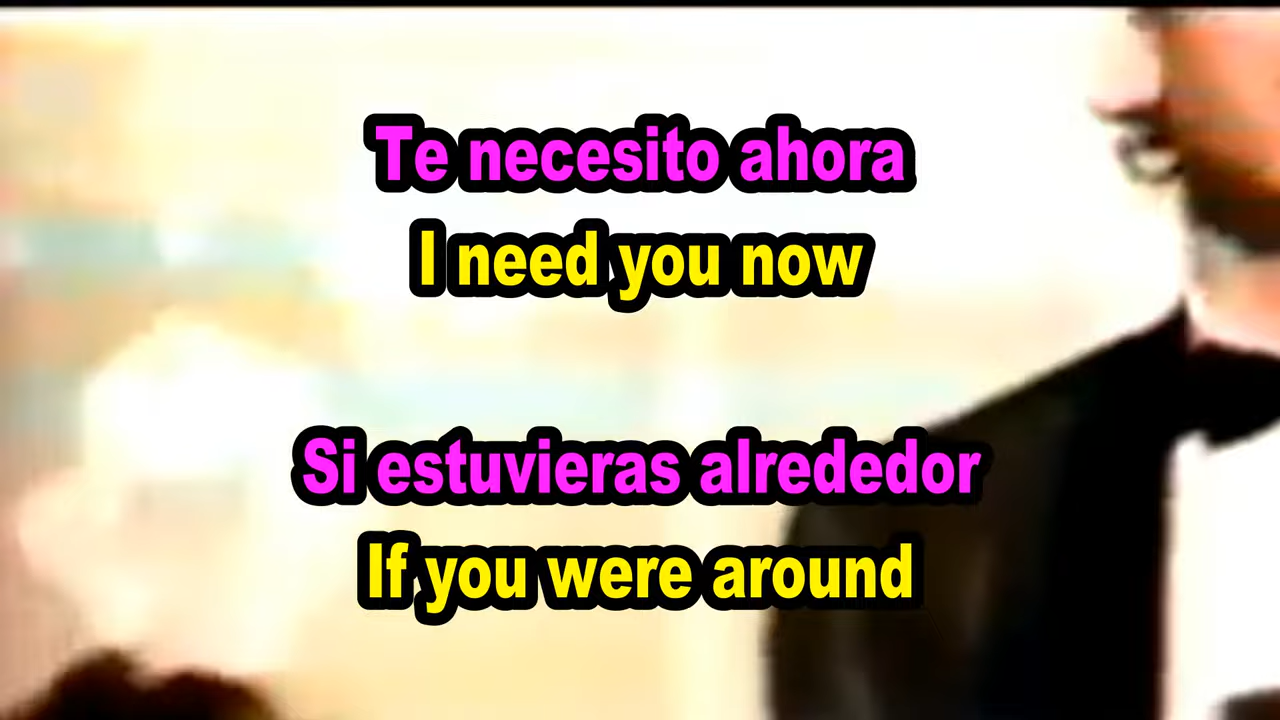 Te necesito ahora
I need you now
Si estuvieras alrededor
If you were around